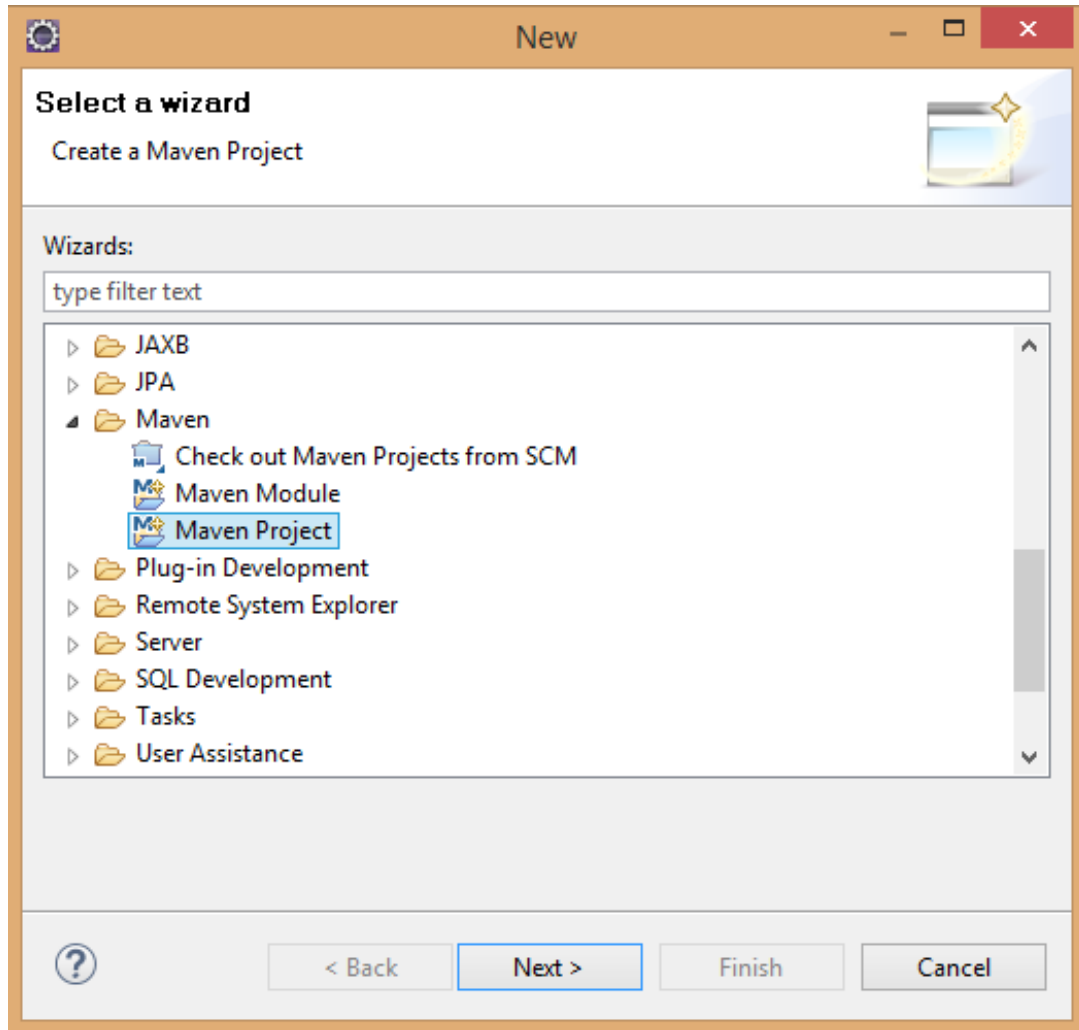 New
Select a wizard
Create a Maven Project
Wizards:
type filter text
JAXB
JPA
Maven
Check out Maven Projects from SCM
Maven Module
Maven Project
Plug-in Development
Remote System Explorer
Server
SQL Development
Tasks
User Assistance
< Back Next > Finish Cancel